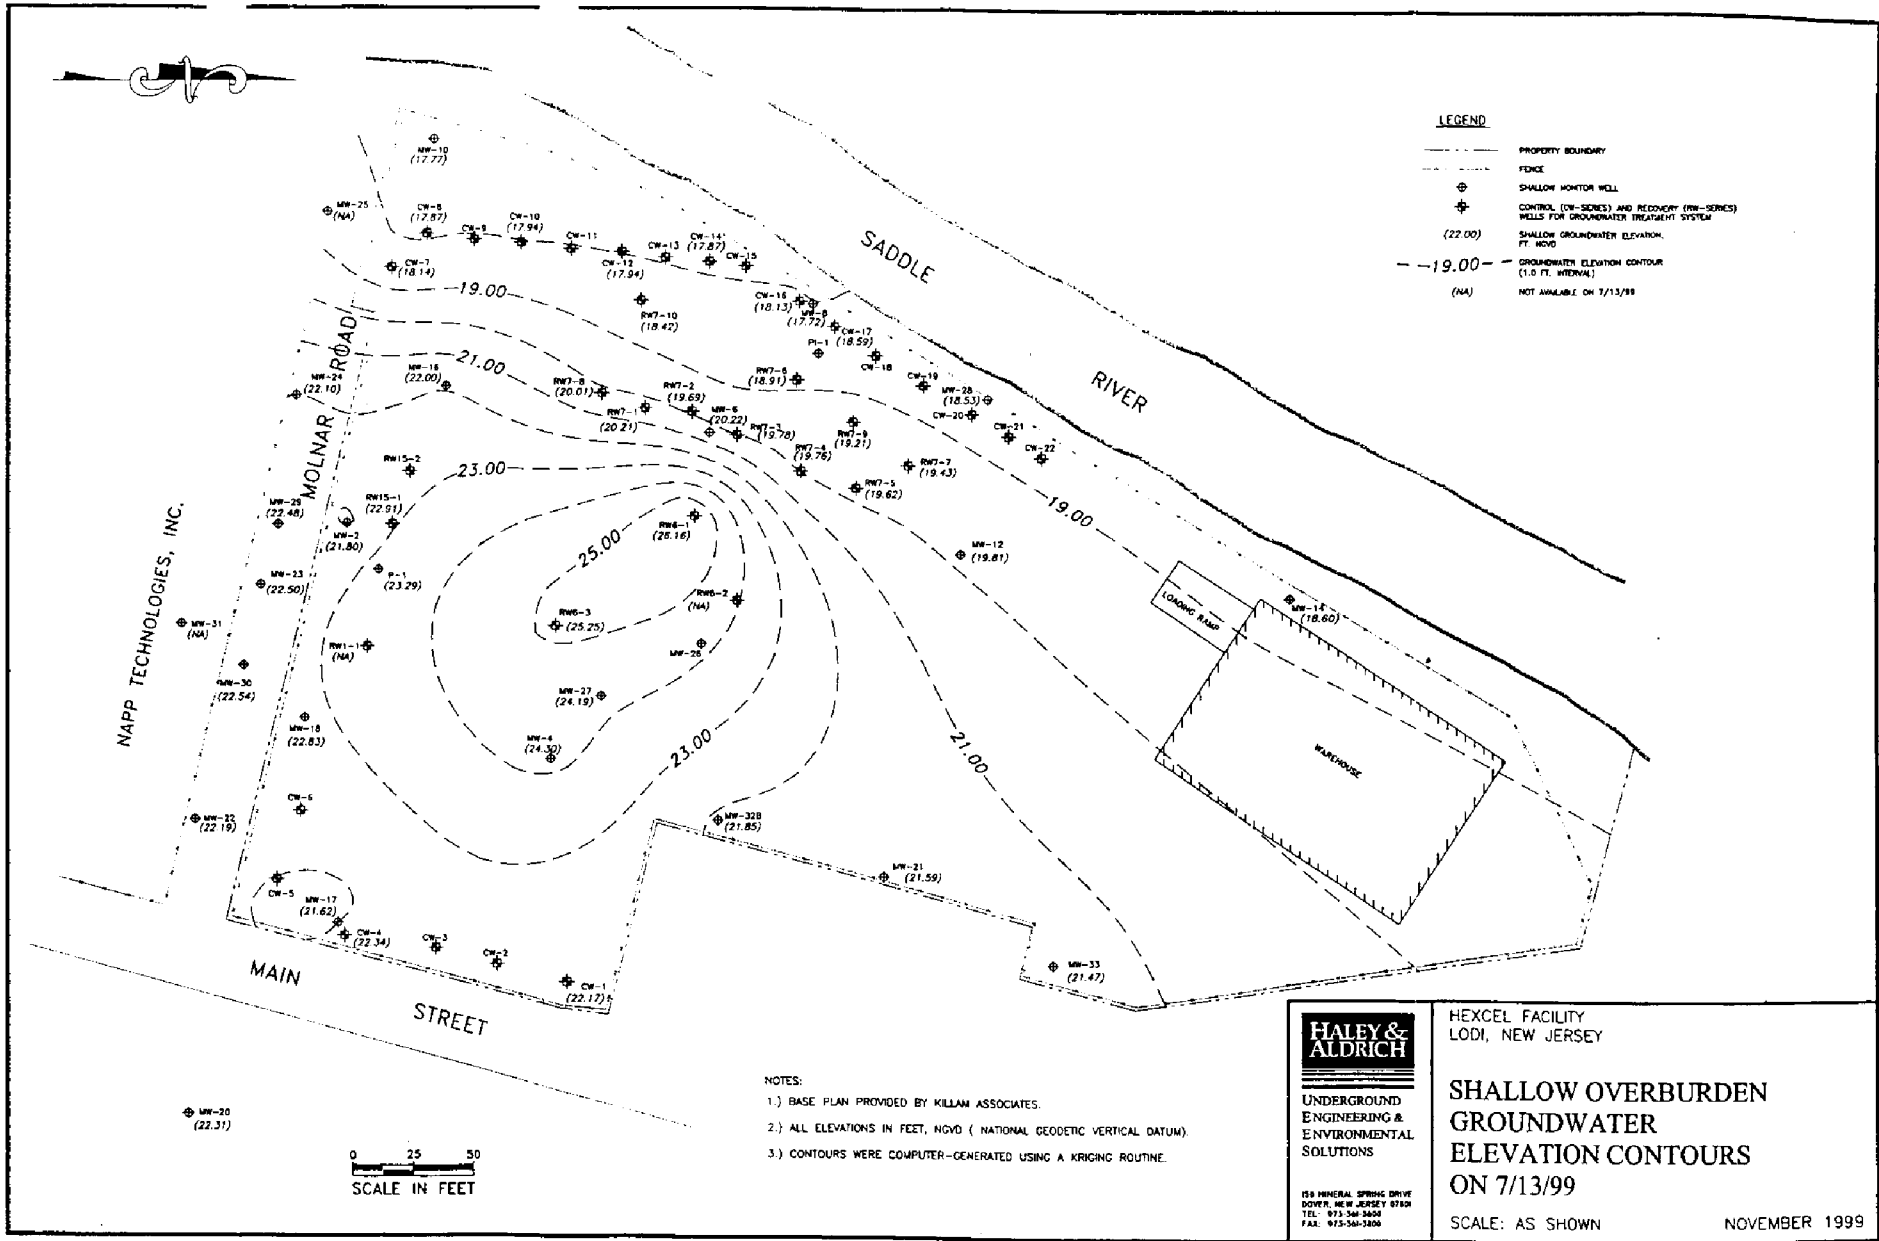 LEGEND
PROPERTY BOUNDARY
FENCE
SHALLOW MONITOR WELL
CONTROL (CW-SERIES) AND RECOVERY (RW-SERIES)
WELLS FOR GROUNDWATER TREATMENT SYSTEM
(22.00)
SHALLOW GROUNDWATER ELEVATION,
FT. NGVD
19.00
GROUNDWATER ELEVATION CONTOUR
(1.0 FT. INTERVAL)
(NA)
NOT AVAILABLE ON 7/13/99
SADDLE
RIVER
MW-10
(17.77)
MW-25
(NA)
CW-8
(17.87)
CW-9
CW-10
(17.94)
CW-11
CW-12
(17.94)
CW-13
CW-14
(17.87)
CW-15
CW-7
(18.14)
19.00
RW7-10
(18.42)
CW-16
(18.13)
MW-8
(17.72)
CW-17
(18.59)
PI-1
CW-18
RW7-6
(18.91)
CW-19
MW-28
(18.53)
CW-20
CW-21
CW-22
MOLNAR ROAD
21.00
MW-24
(22.10)
MW-16
(22.00)
RW7-8
(20.01)
RW7-1
(20.21)
RW7-2
(19.69)
MW-6
(20.22)
RW7-3
(19.78)
RW7-4
(19.76)
RW7-9
(19.21)
RW7-7
(19.43)
RW7-5
(19.62)
19.00
RW15-2
23.00
RW15-1
(22.91)
MW-29
(22.48)
MW-2
(21.80)
NAPP TECHNOLOGIES, INC.
MW-23
(22.50)
P-1
(23.29)
25.00
RW6-1
(26.16)
MW-12
(19.81)
RW6-2
(NA)
RW6-3
(25.25)
MW-26
MW-31
(NA)
RW1-1
(NA)
MW-30
(22.54)
MW-27
(24.19)
MW-18
(22.83)
MW-4
(24.30)
23.00
21.00
LOADING RAMP
MW-14
(18.60)
WAREHOUSE
CW-6
MW-22
(22.19)
MW-32B
(21.85)
MW-21
(21.59)
CW-5
MW-17
(21.62)
CW-4
(22.34)
CW-3
CW-2
CW-1
(22.17)
MW-33
(21.47)
MAIN
STREET
MW-20
(22.31)
0 25 50
SCALE IN FEET
NOTES:
1.) BASE PLAN PROVIDED BY KILLAM ASSOCIATES.
2.) ALL ELEVATIONS IN FEET, NGVD ( NATIONAL GEODETIC VERTICAL DATUM).
3.) CONTOURS WERE COMPUTER-GENERATED USING A KRIGING ROUTINE.
HALEY &
ALDRICH
UNDERGROUND
ENGINEERING &
ENVIRONMENTAL
SOLUTIONS
MINERAL SPRING DRIVE
DOVER, NEW JERSEY
TEL:
FAX:
HEXCEL FACILITY
LODI, NEW JERSEY
SHALLOW OVERBURDEN
GROUNDWATER
ELEVATION CONTOURS
ON 7/13/99
SCALE: AS SHOWN
NOVEMBER 1999